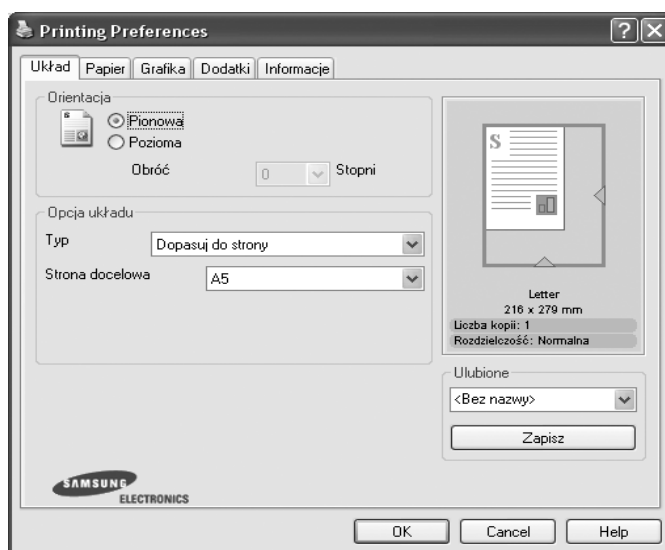 Printing Preferences
Układ Papier Grafika Dodatki Informacje
Orientacja
Pionowa
Pozioma
Obróć 0 Stopni
Opcja układu
Typ Dopasuj do strony
Strona docelowa A5
S
S
Letter
216 x 279 mm
Liczba kopii: 1
Rozdzielczość: Normalna
Ulubione
<Bez nazwy>
Zapisz
SAMSUNG
ELECTRONICS
OK Cancel Help